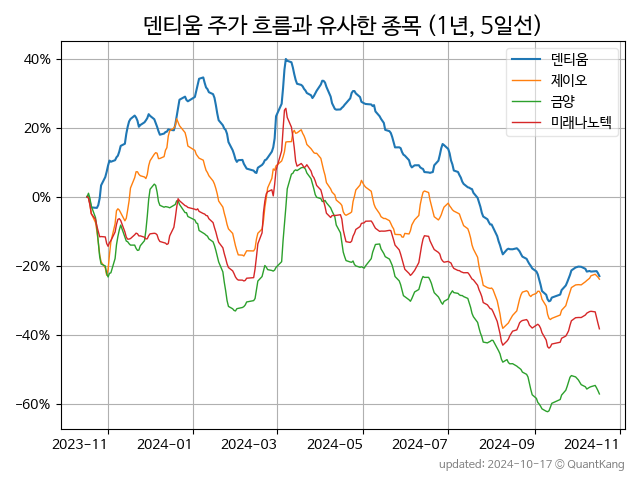 덴티움 주가 흐름과 유사한 종목 (1년, 5일선)
덴티움
제이오
금양
미래나노텍
40%
20%
0%
−20%
−40%
−60%
2023-11 2024-01 2024-03 2024-05 2024-07 2024-09 2024-11
updated: 2024-10-17 © QuantKang